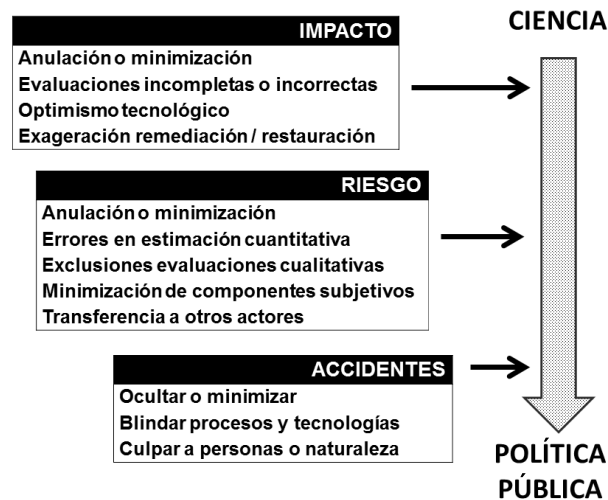 CIENCIA
IMPACTO
Anulación o minimización
Evaluaciones incompletas o incorrectas
Optimismo tecnológico
Exageración remediación / restauración
RIESGO
Anulación o minimización
Errores en estimación cuantitativa
Exclusiones evaluaciones cualitativas
Minimización de componentes subjetivos
Transferencia a otros actores
ACCIDENTES
Ocultar o minimizar
Blindar procesos y tecnologías
Culpar a personas o naturaleza
POLÍTICA
PÚBLICA